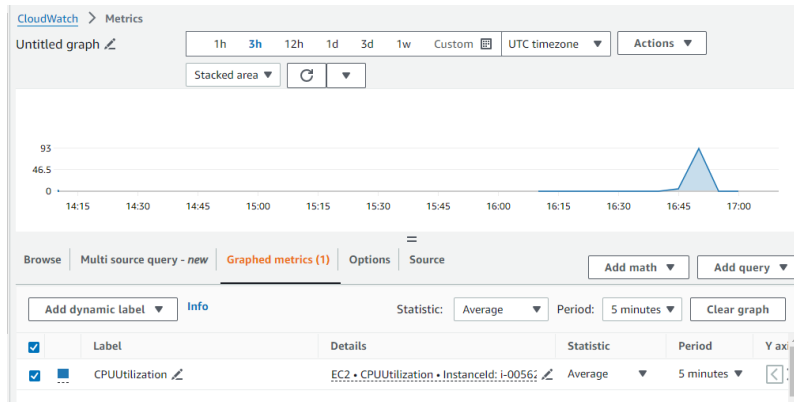 CloudWatch > Metrics
Untitled graph
1h 3h 12h 1d 3d 1w Custom UTC timezone Actions
Stacked area
93
46.5
0
14:15 14:30 14:45 15:00 15:15 15:30 15:45 16:00 16:15 16:30 16:45 17:00
Browse Multi source query - new Graphed metrics (1) Options Source
Add math Add query
Add dynamic label Info Statistic: Average Period: 5 minutes Clear graph
Label Details Statistic Period Y ax
CPUUtilization EC2 • CPUUtilization • InstanceId: i-00562 Average 5 minutes